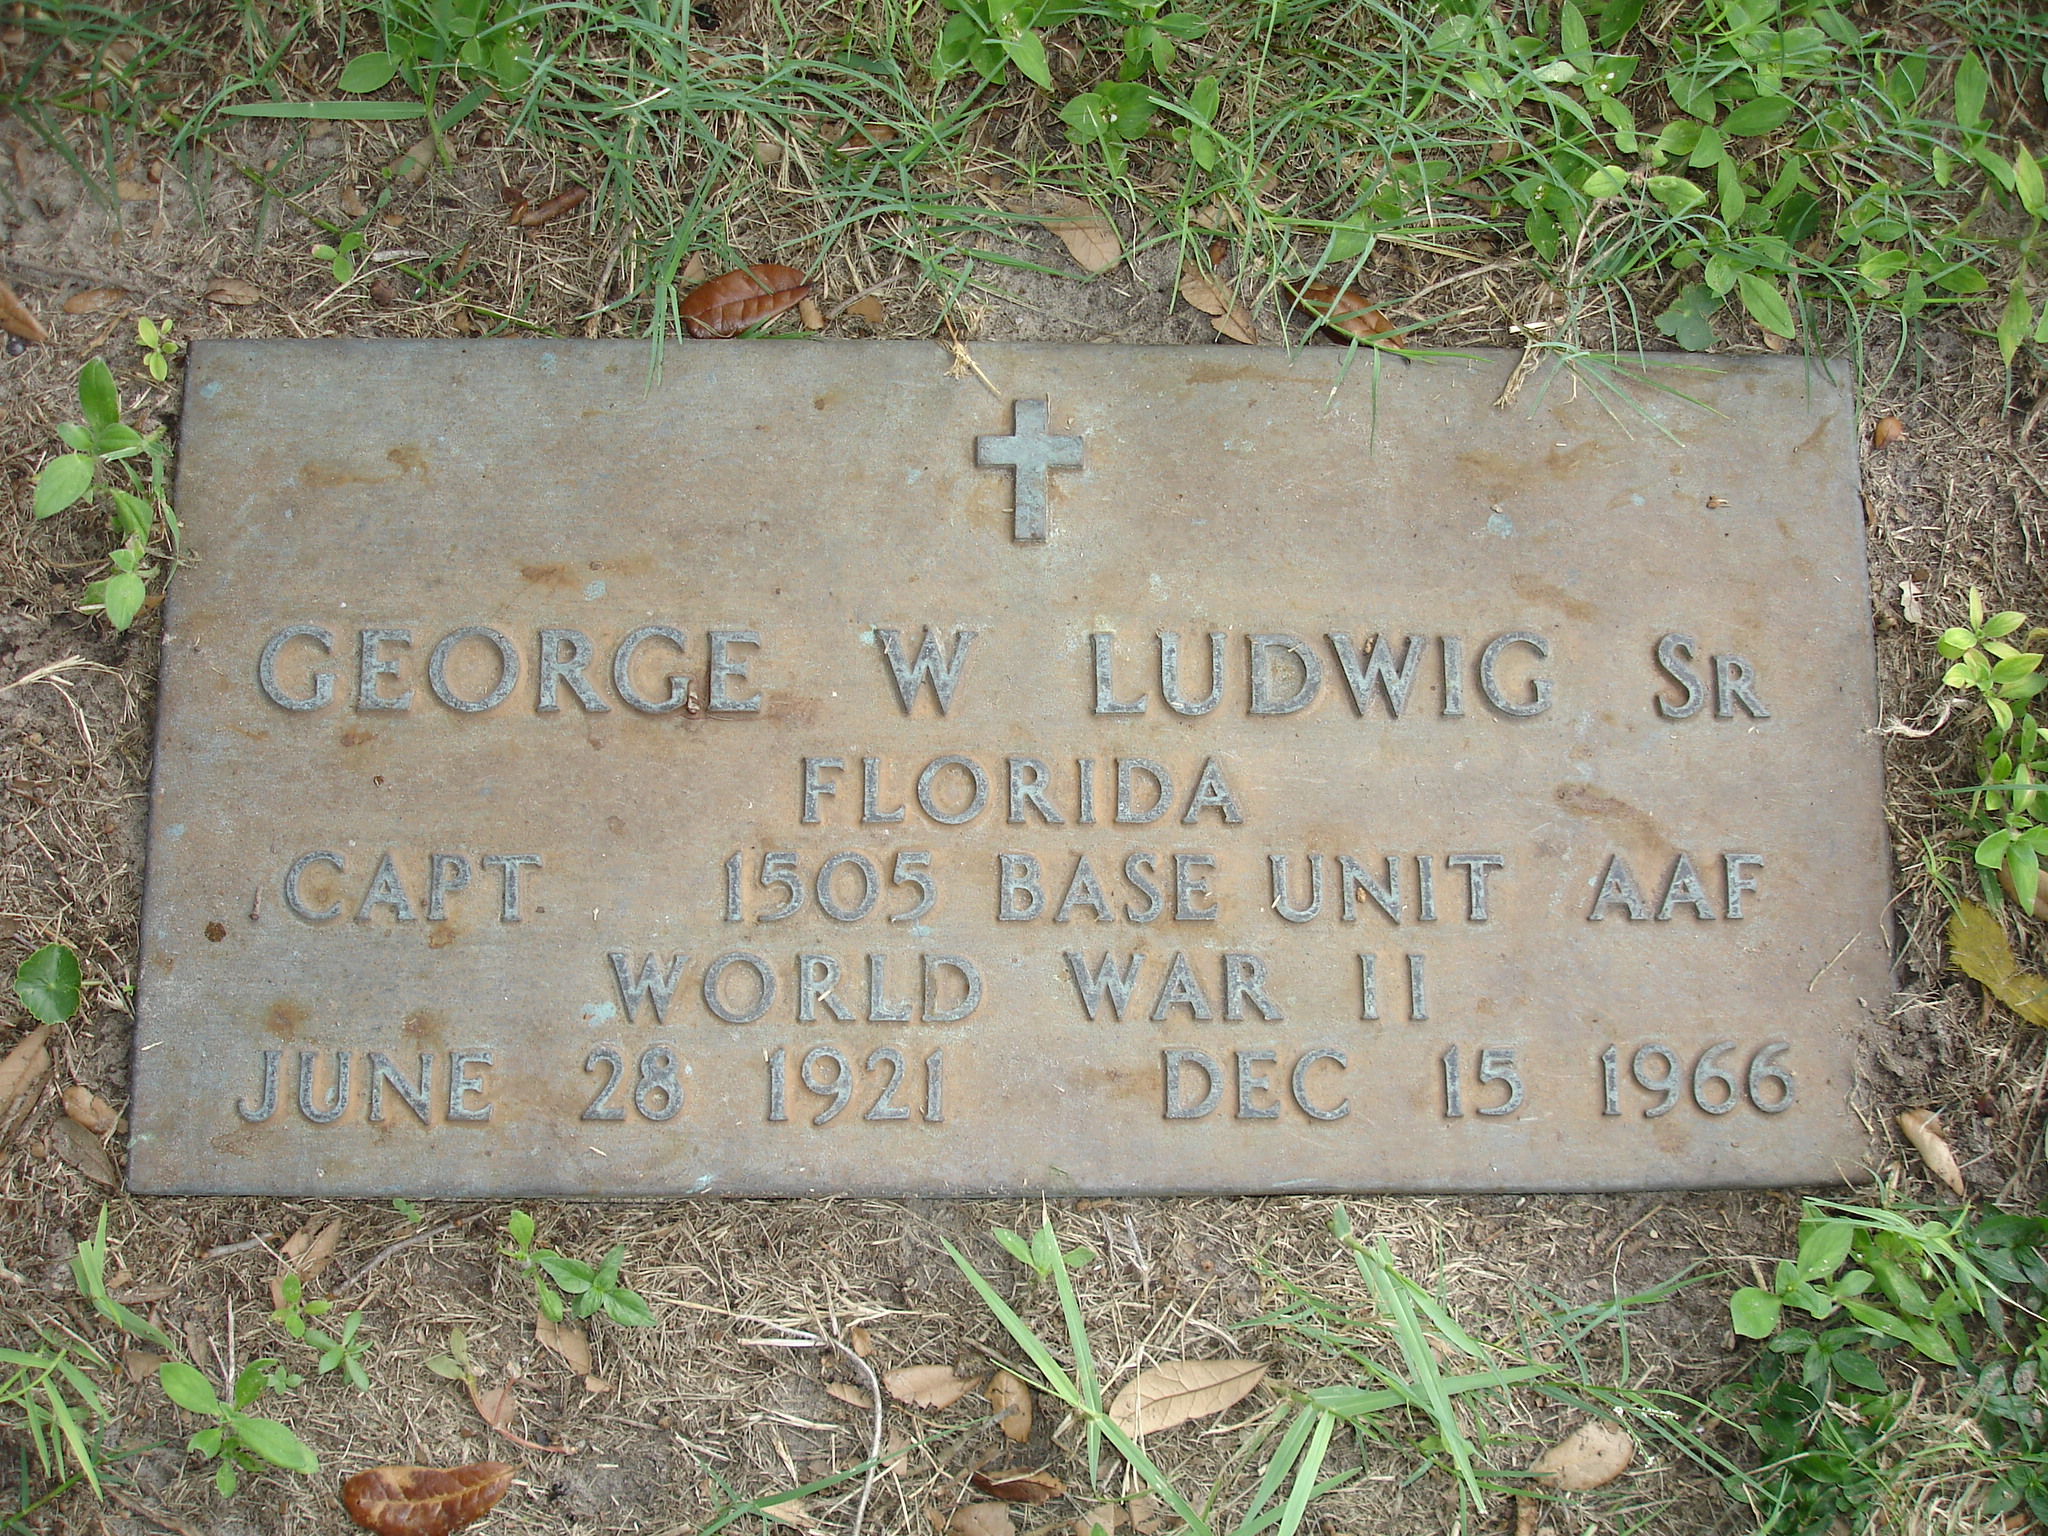 GEORGE W LUDWIG SR
FLORIDA
CAPT 1505 BASE UNIT AAF
WORLD WAR II
JUNE 28 1921 DEC 15 1966